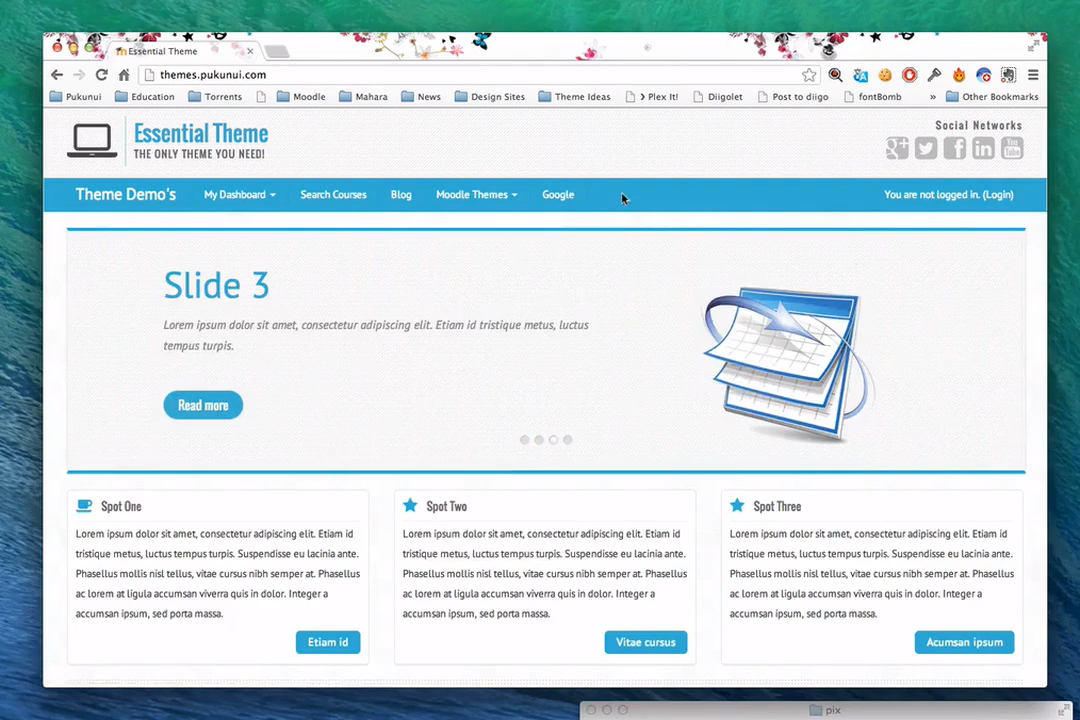 Essential Theme
themes.pukunui.com
Pukunui Education Torrents Moodle Mahara News Design Sites Theme Ideas Plex It! Diigolet Post to diigo fontBomb » Other Bookmarks
Essential Theme
THE ONLY THEME YOU NEED!
Social Networks
g+ in You Tube
Theme Demo's My Dashboard Search Courses Blog Moodle Themes Google You are not logged in. (Login)
Slide 3
Lorem ipsum dolor sit amet, consectetur adipiscing elit. Etiam id tristique metus, luctus
tempus turpis.
Read more
Spot One
Lorem ipsum dolor sit amet, consectetur adipiscing elit. Etiam id
tristique metus, luctus tempus turpis. Suspendisse eu lacinia ante.
Phasellus mollis nisl tellus, vitae cursus nibh semper at. Phasellus
ac lorem at ligula accumsan viverra quis in dolor. Integer a
accumsan ipsum, sed porta massa.
Etiam id
Spot Two
Lorem ipsum dolor sit amet, consectetur adipiscing elit. Etiam id
tristique metus, luctus tempus turpis. Suspendisse eu lacinia ante.
Phasellus mollis nisl tellus, vitae cursus nibh semper at. Phasellus
ac lorem at ligula accumsan viverra quis in dolor. Integer a
accumsan ipsum, sed porta massa.
Vitae cursus
Spot Three
Lorem ipsum dolor sit amet, consectetur adipiscing elit. Etiam id
tristique metus, luctus tempus turpis. Suspendisse eu lacinia ante.
Phasellus mollis nisl tellus, vitae cursus nibh semper at. Phasellus
ac lorem at ligula accumsan viverra quis in dolor. Integer a
accumsan ipsum, sed porta massa.
Acumsan ipsum
pix